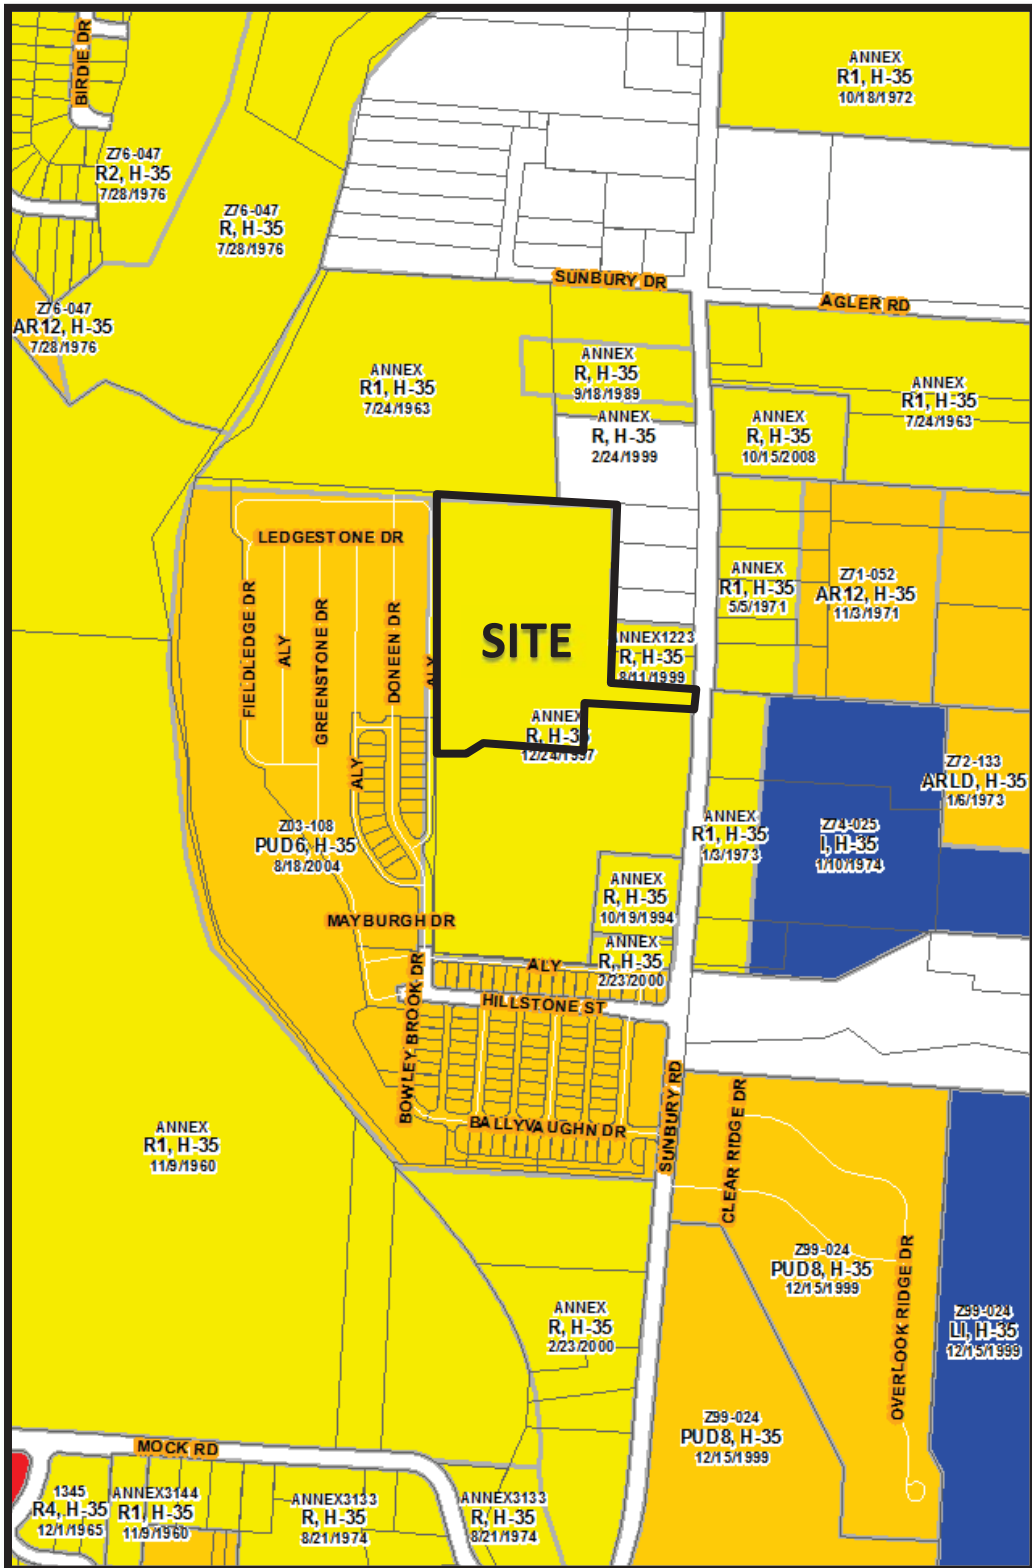 BIRDIE DR
ANNEX
R1, H-35
10/18/1972
Z76-047
R2, H-35
7/28/1976
Z76-047
R, H-35
7/28/1976
SUNBURY DR
AGLER RD
Z76-047
AR12, H-35
7/28/1976
ANNEX
R1, H-35
7/24/1963
ANNEX
R, H-35
9/18/1989
ANNEX
R, H-35
2/24/1999
ANNEX
R, H-35
10/15/2008
ANNEX
R1, H-35
7/24/1963
LEDGESTONE DR
FIELDLEDGE DR
ALY
GREENSTONE DR
DONEEN DR
ALY
ALY
SITE
ANNEX1223
R, H-35
8/11/1999
ANNEX
R1, H-35
5/5/1971
Z71-052
AR12, H-35
11/3/1971
ANNEX
R, H-35
12/24/1997
Z72-133
ARLD, H-35
1/6/1973
Z03-108
PUD6, H-35
8/18/2004
ANNEX
R1, H-35
1/3/1973
Z74-025
I, H-35
1/10/1974
ANNEX
R, H-35
10/19/1994
MAYBURGH DR
ANNEX
R, H-35
2/23/2000
ALY
HILLSTONE ST
BOWLEY BROOK DR
BALLYVAUGHN DR
SUNBURY RD
CLEAR RIDGE DR
ANNEX
R1, H-35
11/9/1960
Z99-024
PUD8, H-35
12/15/1999
OVERLOOK RIDGE DR
ANNEX
R, H-35
2/23/2000
Z99-024
LI, H-35
12/15/1999
Z99-024
PUD8, H-35
12/15/1999
MOCK RD
1345
R4, H-35
12/1/1965
ANNEX3144
R1, H-35
11/9/1960
ANNEX3133
R, H-35
8/21/1974
ANNEX3133
R, H-35
8/21/1974